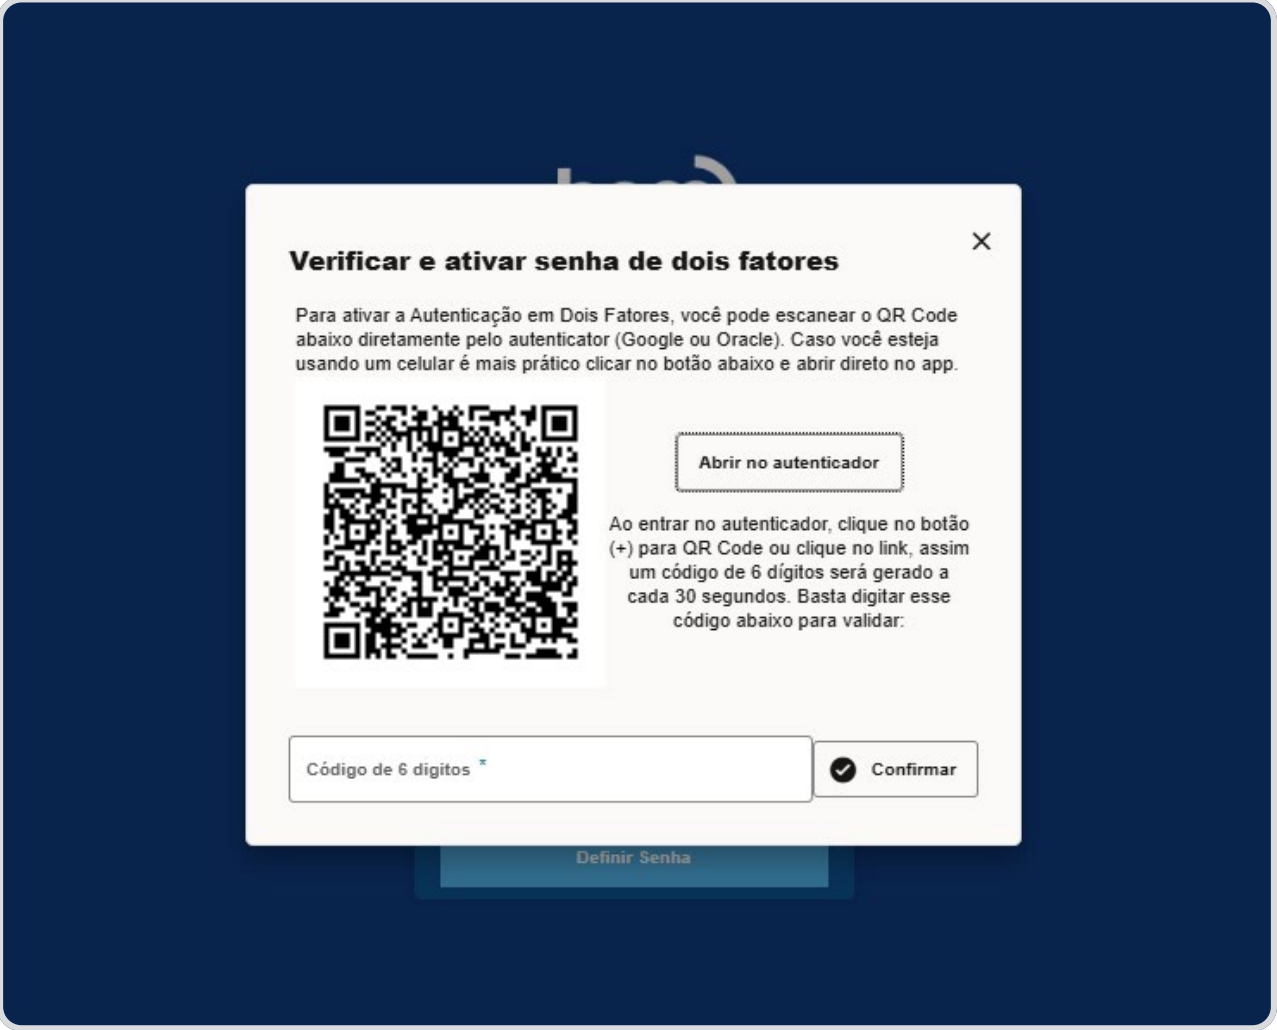 Verificar e ativar senha de dois fatores
Para ativar a Autenticação em Dois Fatores, você pode escanear o QR Code
abaixo diretamente pelo autenticator (Google ou Oracle). Caso você esteja
usando um celular é mais prático clicar no botão abaixo e abrir direto no app.
Abrir no autenticador
Ao entrar no autenticador, clique no botão
(+) para QR Code ou clique no link, assim
um código de 6 dígitos será gerado a
cada 30 segundos. Basta digitar esse
código abaixo para validar:
Código de 6 digitos *
Confirmar
Definir Senha